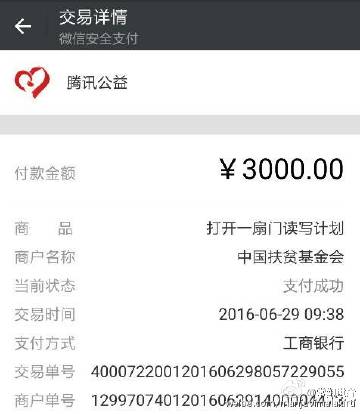 交易详情
微信安全支付
腾讯公益
付款金额 ¥3000.00
商 品 打开一扇门读写计划
商户名称 中国扶贫基金会
当前状态 支付成功
交易时间 2016-06-29 09:38
支付方式 工商银行
交易单号 4000722001201606298057229055
商户单号